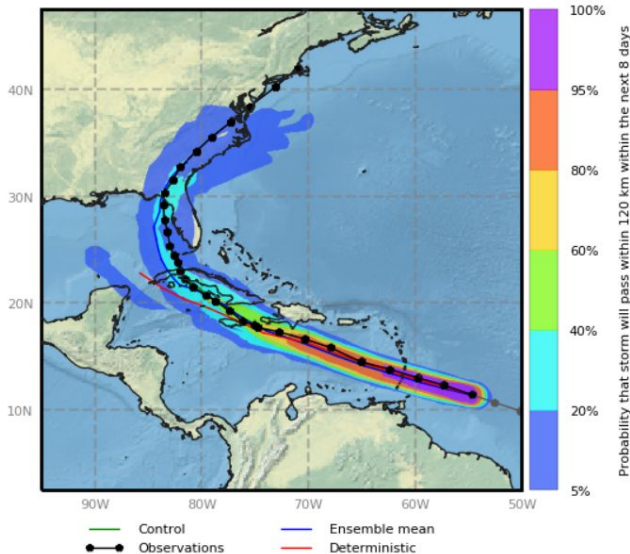 100%
95%
80%
60%
40%
20%
5%
Probability that storm will pass within 120 km within the next 8 days
40N
30N
20N
10N
90W 80W 70W 60W 50W
Control Ensemble mean
Observations Deterministic